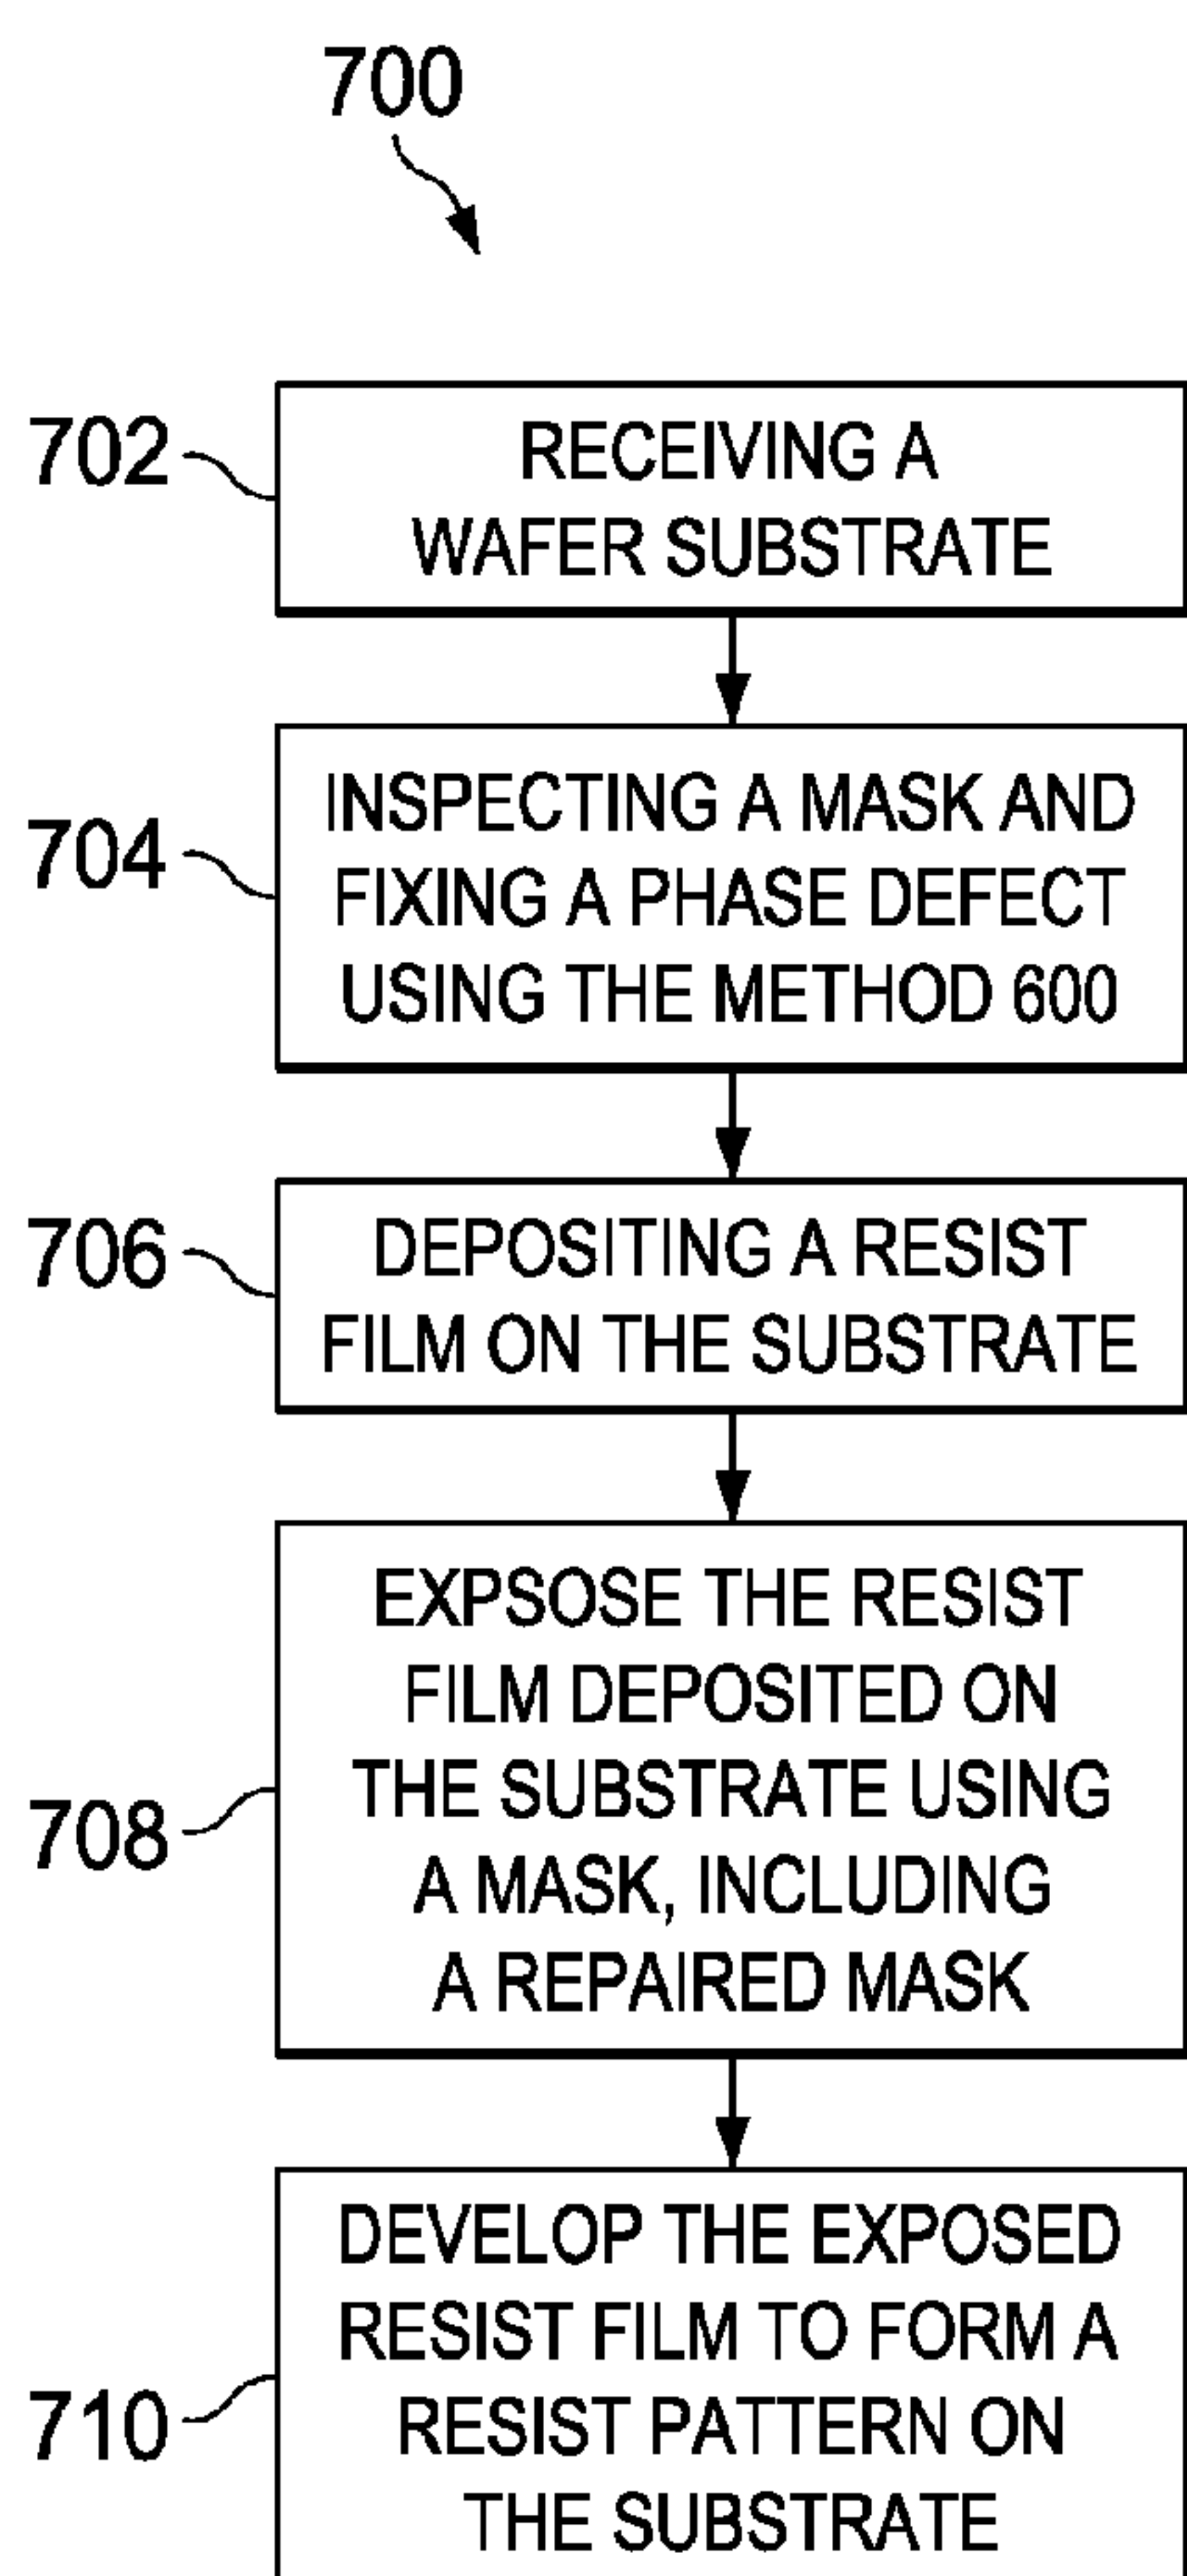 700
702
RECEIVING A
WAFER SUBSTRATE
704
INSPECTING A MASK AND
FIXING A PHASE DEFECT
USING THE METHOD 600
706
DEPOSITING A RESIST
FILM ON THE SUBSTRATE
708
EXPSOSE THE RESIST
FILM DEPOSITED ON
THE SUBSTRATE USING
A MASK, INCLUDING
A REPAIRED MASK
710
DEVELOP THE EXPOSED
RESIST FILM TO FORM A
RESIST PATTERN ON
THE SUBSTRATE